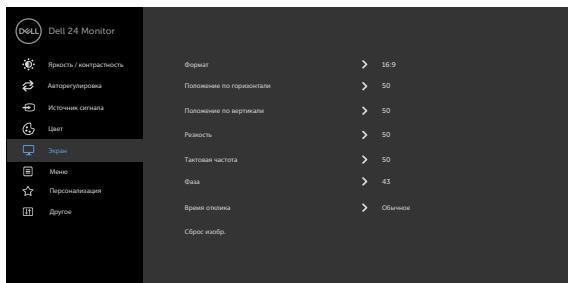 DELL Dell 24 Monitor
Яркость / контрастность
Авторегулировка
Источник сигнала
Цвет
Экран
Меню
Персонализация
Другое
Формат 16:9
Положение по горизонтали 50
Положение по вертикали 50
Резкость 50
Тактовая частота 50
Фаза 43
Время отклика Обычное
Сброс изобр.